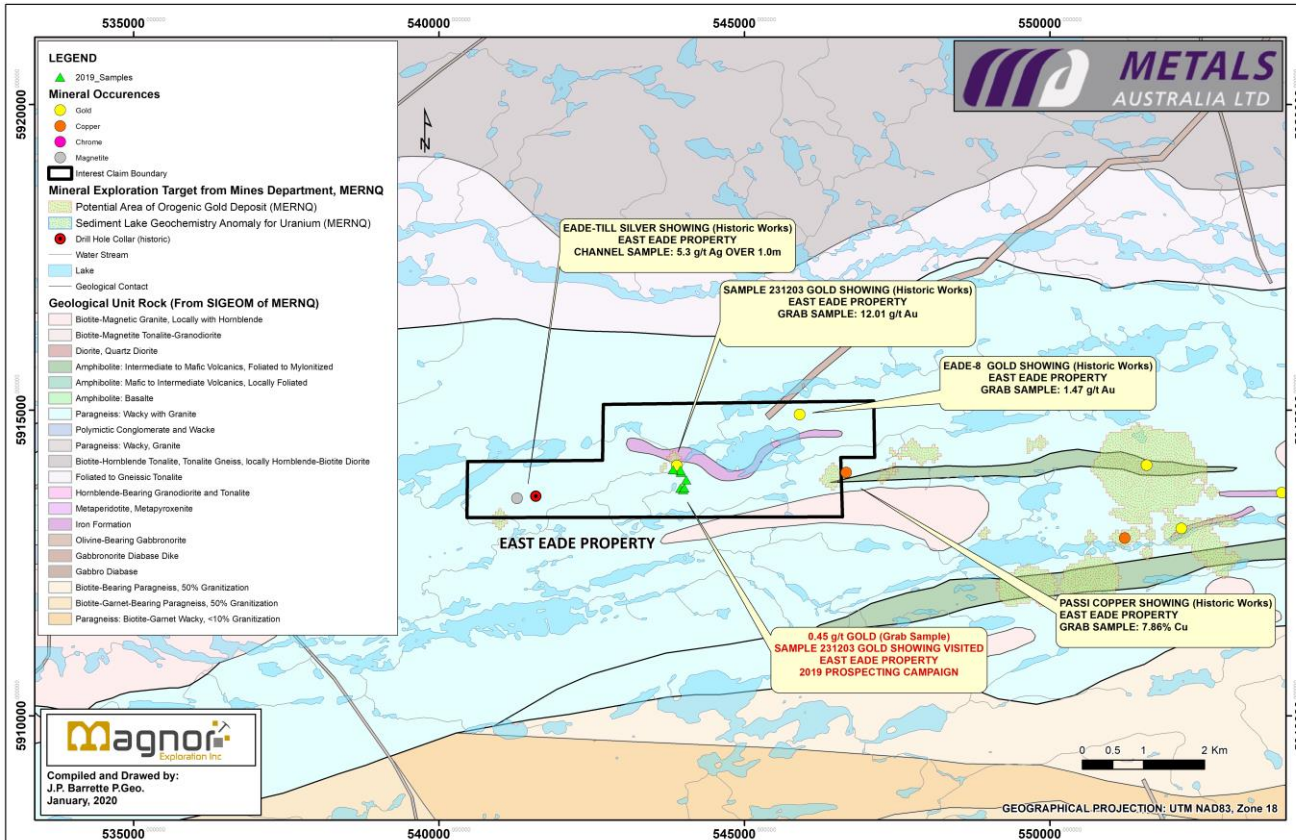 535000
540000
545000
550000
5920000
5915000
5910000
LEGEND
2019_Samples
Mineral Occurences
Gold
Copper
Chrome
Magnetite
Interest Claim Boundary
Mineral Exploration Target from Mines Department, MERNQ
Potential Area of Orogenic Gold Deposit (MERNQ)
Sediment Lake Geochemistry Anomaly for Uranium (MERNQ)
Drill Hole Collar (historic)
Water Stream
Lake
Geological Contact
Geological Unit Rock (From SIGEOM of MERNQ)
Biotite-Magnetic Granite, Locally with Hornblende
Biotite-Magnetite Tonalite-Granodiorite
Diorite, Quartz Diorite
Amphibolite: Intermediate to Mafic Volcanics, Foliated to Mylonitized
Amphibolite: Mafic to Intermediate Volcanics, Locally Foliated
Amphibolite: Basalte
Paragneiss: Wacky with Granite
Polymictic Conglomerate and Wacke
Paragneiss: Wacky, Granite
Biotite-Hornblende Tonalite, Tonalite Gneiss, locally Hornblende-Biotite Diorite
Foliated to Gneissic Tonalite
Hornblende-Bearing Granodiorite and Tonalite
Metaperidotite, Metapyroxenite
Iron Formation
Olivine-Bearing Gabbronorite
Gabbronorite Diabase Dike
Gabbro Diabase
Biotite-Bearing Paragneiss, 50% Granitization
Biotite-Garnet-Bearing Paragneiss, 50% Granitization
Paragneiss: Biotite-Garnet Wacky, <10% Granitization
N
METALS
AUSTRALIA LTD
EADE-TILL SILVER SHOWING (Historic Works)
EAST EADE PROPERTY
CHANNEL SAMPLE: 5.3 g/t Ag OVER 1.0m
SAMPLE 231203 GOLD SHOWING (Historic Works)
EAST EADE PROPERTY
GRAB SAMPLE: 12.01 g/t Au
EADE-8 GOLD SHOWING (Historic Works)
EAST EADE PROPERTY
GRAB SAMPLE: 1.47 g/t Au
EAST EADE PROPERTY
PASSI COPPER SHOWING (Historic Works)
EAST EADE PROPERTY
GRAB SAMPLE: 7.86% Cu
0.45 g/t GOLD (Grab Sample)
SAMPLE 231203 GOLD SHOWING VISITED
EAST EADE PROPERTY
2019 PROSPECTING CAMPAIGN
Magnor
Exploration Inc
Compiled and Drawed by:
J.P. Barrette P.Geo.
January, 2020
0 0.5 1 2 Km
GEOGRAPHICAL PROJECTION: UTM NAD83, Zone 18
535000
540000
545000
550000